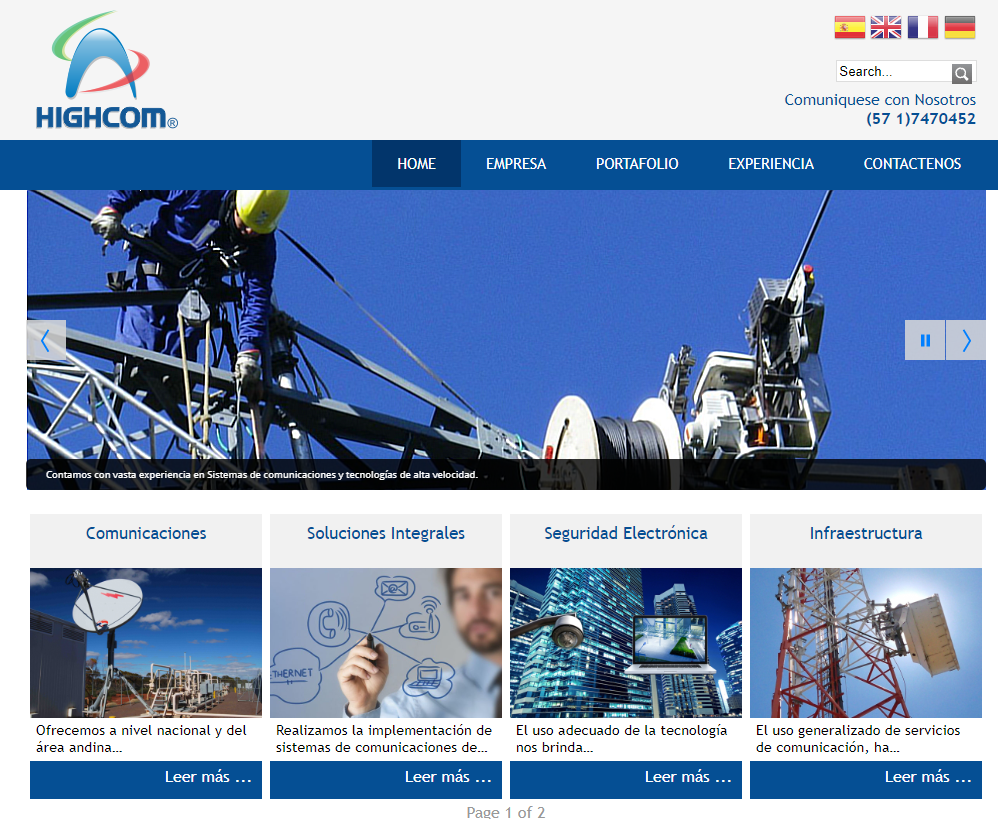 HIGHCOM®
Search...
Comuniquese con Nosotros
(57 1)7470452
HOME EMPRESA PORTAFOLIO EXPERIENCIA CONTACTENOS
Contamos con vasta experiencia en Sistemas de comunicaciones y tecnologías de alta velocidad.
Comunicaciones
Soluciones Integrales
Seguridad Electrónica
Infraestructura
THERNET
Ofrecemos a nivel nacional y del
área andina...
Leer más ...
Realizamos la implementación de
sistemas de comunicaciones de...
Leer más ...
El uso adecuado de la tecnología
nos brinda...
Leer más ...
El uso generalizado de servicios
de comunicación, ha...
Leer más ...
Page 1 of 2